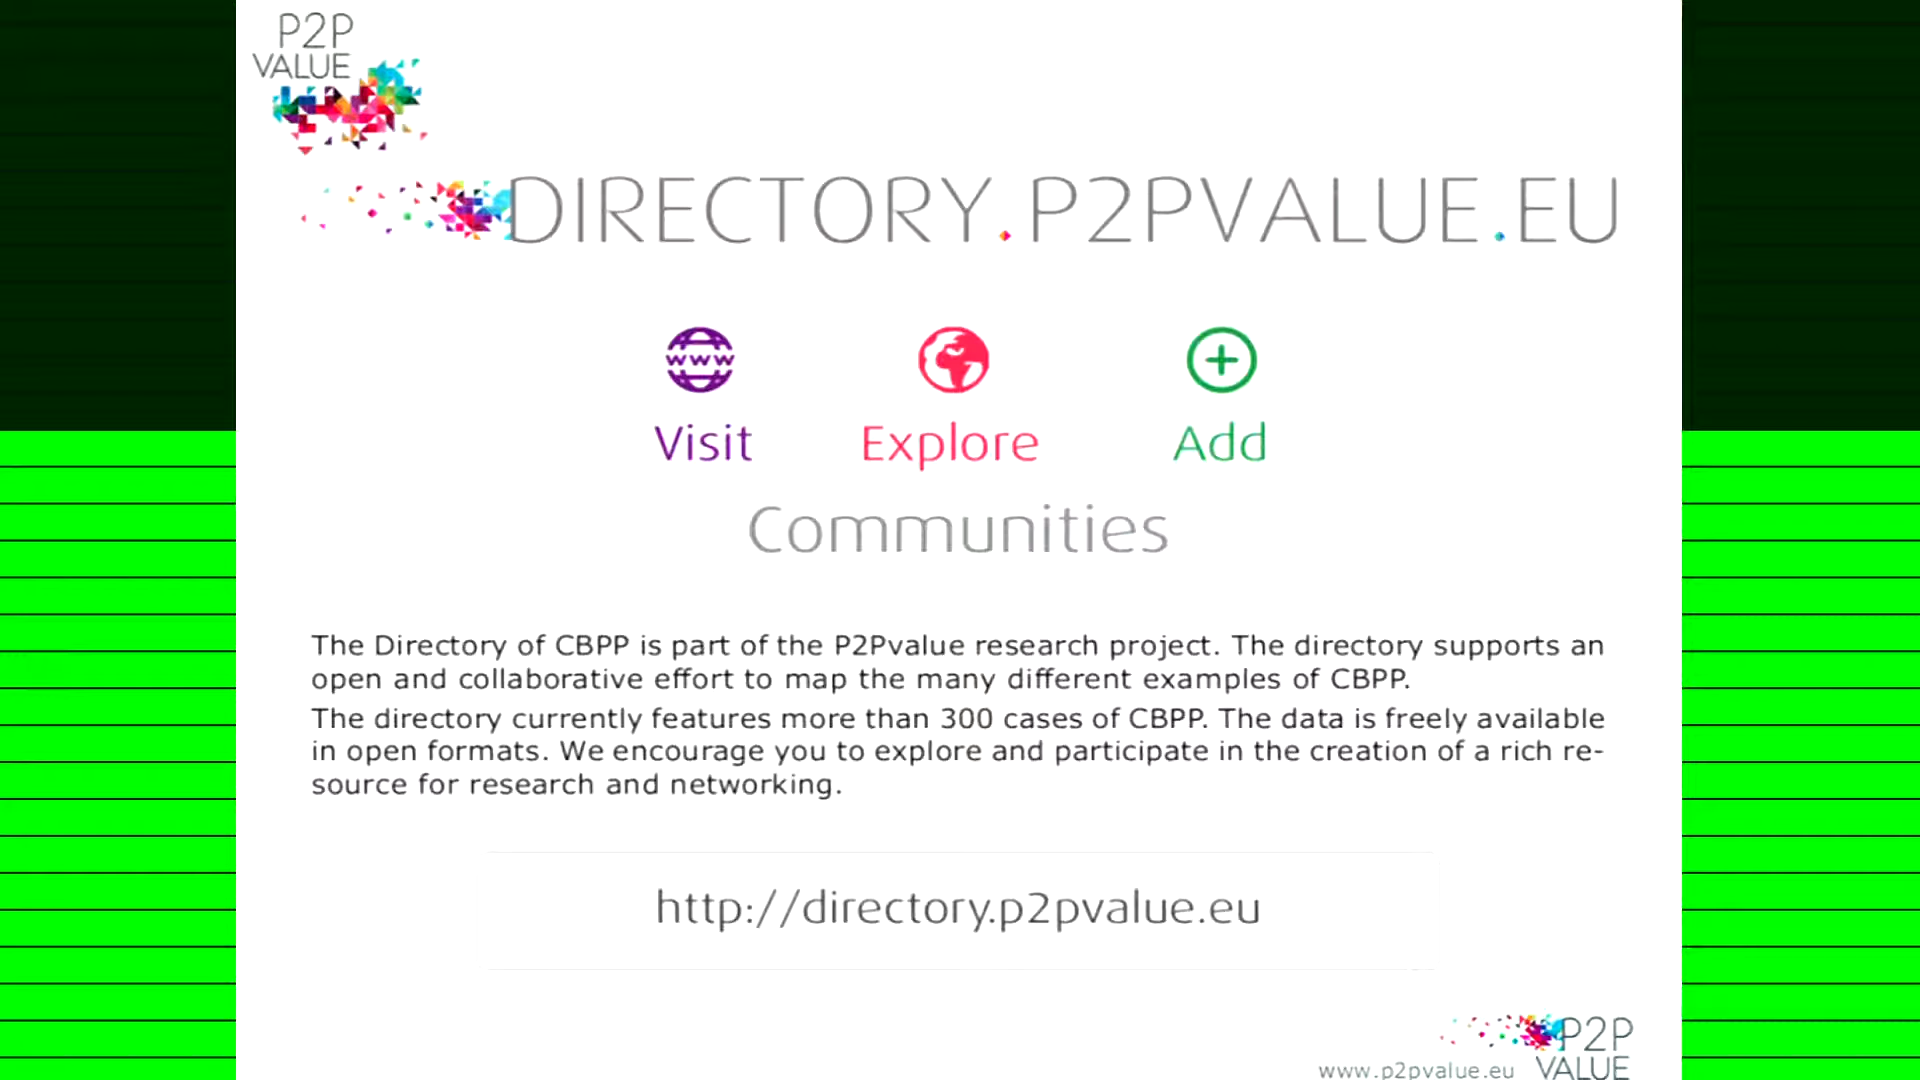 P2P
VALUE
DIRECTORY.P2PVALUE.EU
www
Visit Explore Add
Communities
The Directory of CBPP is part of the P2Pvalue research project. The directory supports an
open and collaborative effort to map the many different examples of CBPP.
The directory currently features more than 300 cases of CBPP. The data is freely available
in open formats. We encourage you to explore and participate in the creation of a rich re-
source for research and networking.
http://directory.p2pvalue.eu
P2P
www.p2pvalue.eu VALUE